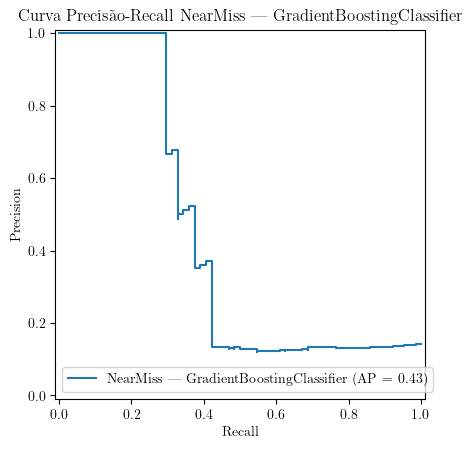 Curva Precisão-Recall NearMiss — GradientBoostingClassifier
1.0
0.8
0.6
0.4
0.2
0.0
Precision
NearMiss — GradientBoostingClassifier (AP = 0.43)
0.0 0.2 0.4 0.6 0.8 1.0
Recall